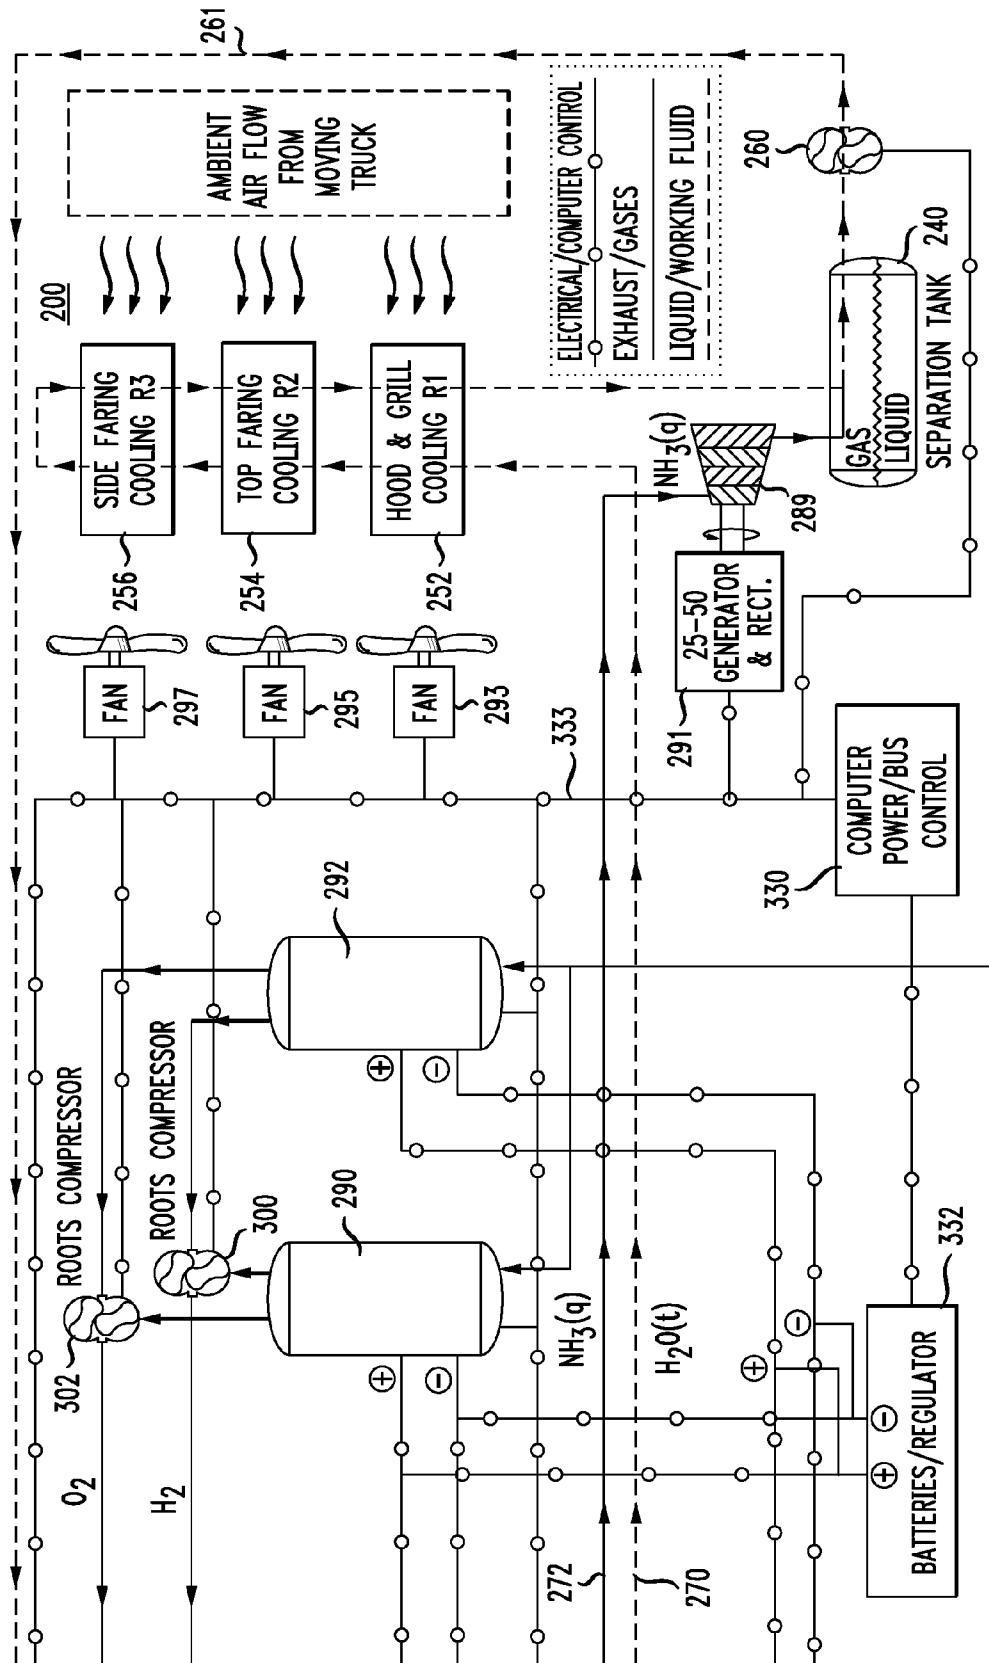 200
261
AMBIENT
AIR FLOW
FROM
MOVING
TRUCK
SIDE FARING
COOLING R3
256
TOP FARING
COOLING R2
254
HOOD & GRILL
COOLING R1
252
FAN
297
FAN
295
FAN
293
ELECTRICAL/COMPUTER CONTROL
EXHAUST/GASES
LIQUID/WORKING FLUID
260
240
GAS
LIQUID
SEPARATION TANK
NH3(q)
289
25-50
GENERATOR
& RECT.
291
333
COMPUTER
POWER/BUS
CONTROL
330
292
+
-
ROOTS COMPRESSOR
ROOTS COMPRESSOR
302
300
290
+
-
O2
H2
NH3(q)
H2O(t)
272
270
+
-
332
+
-
BATTERIES/REGULATOR